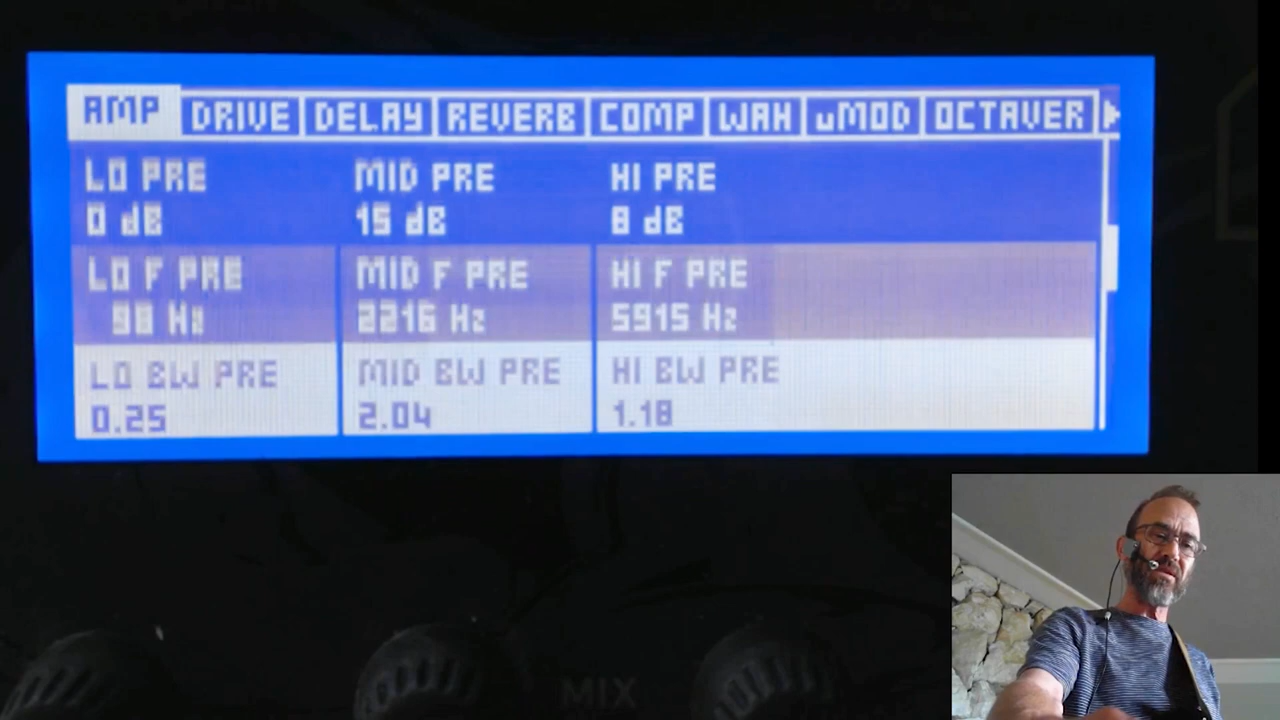 AMP DRIVE DELAY REVERB COMP WAH uMOD OCTAVER
LO PRE MID PRE HI PRE
0 dB 15 dB 8 dB
LO F PRE MID F PRE HI F PRE
98 Hz 2216 Hz 5915 Hz
LO BW PRE MID BW PRE HI BW PRE
0.25 2.04 1.18
MIX